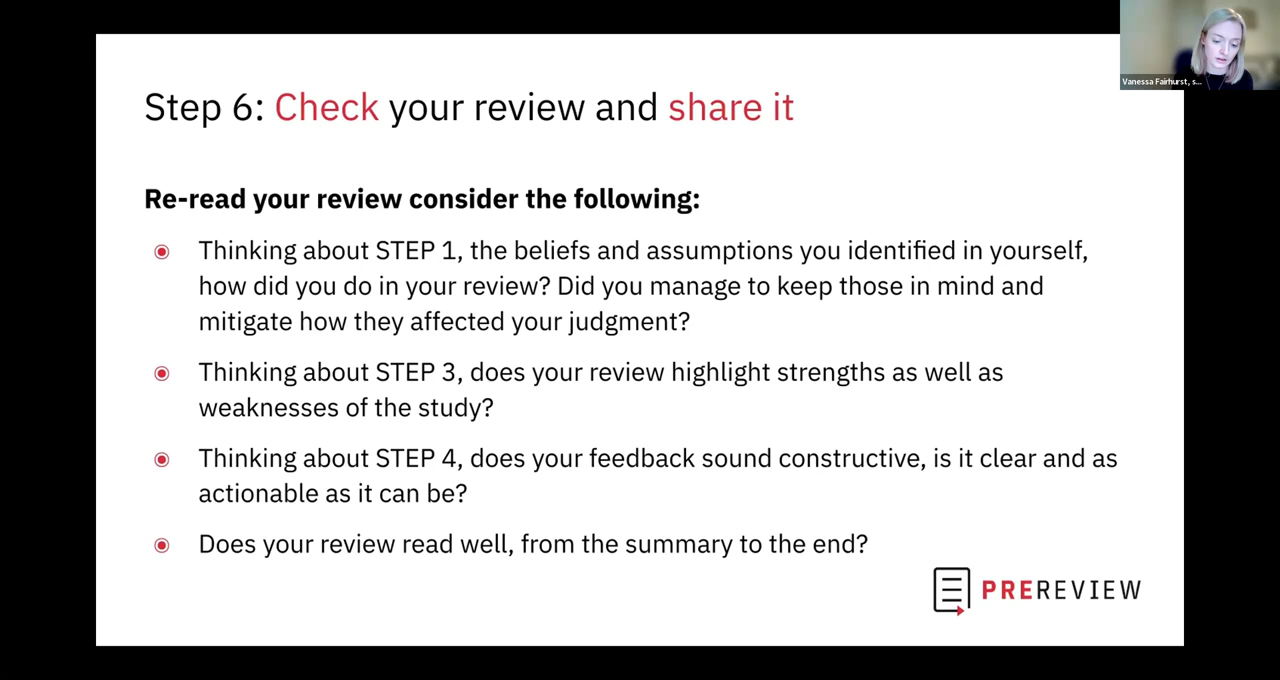 Vanessa Fairhurst, s...
Step 6: Check your review and share it
Re-read your review consider the following:
Thinking about STEP 1, the beliefs and assumptions you identified in yourself,
how did you do in your review? Did you manage to keep those in mind and
mitigate how they affected your judgment?
Thinking about STEP 3, does your review highlight strengths as well as
weaknesses of the study?
Thinking about STEP 4, does your feedback sound constructive, is it clear and as
actionable as it can be?
Does your review read well, from the summary to the end?
PREREVIEW